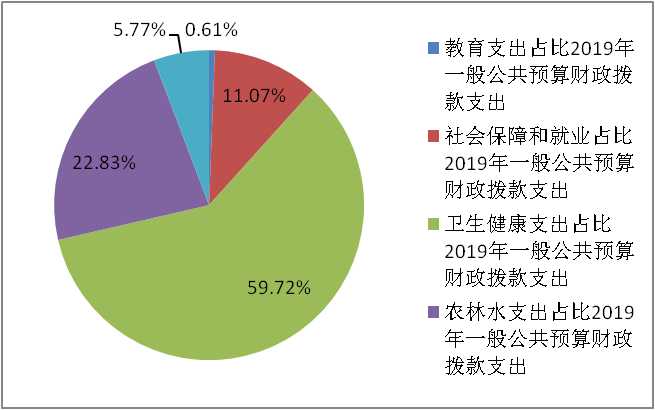 5.77%
0.61%
11.07%
22.83%
59.72%
教育支出占比2019年
一般公共预算财政拨
款支出
社会保障和就业占比
2019年一般公共预算
财政拨款支出
卫生健康支出占比
2019年一般公共预算
财政拨款支出
农林水支出占比2019
年一般公共预算财政
拨款支出